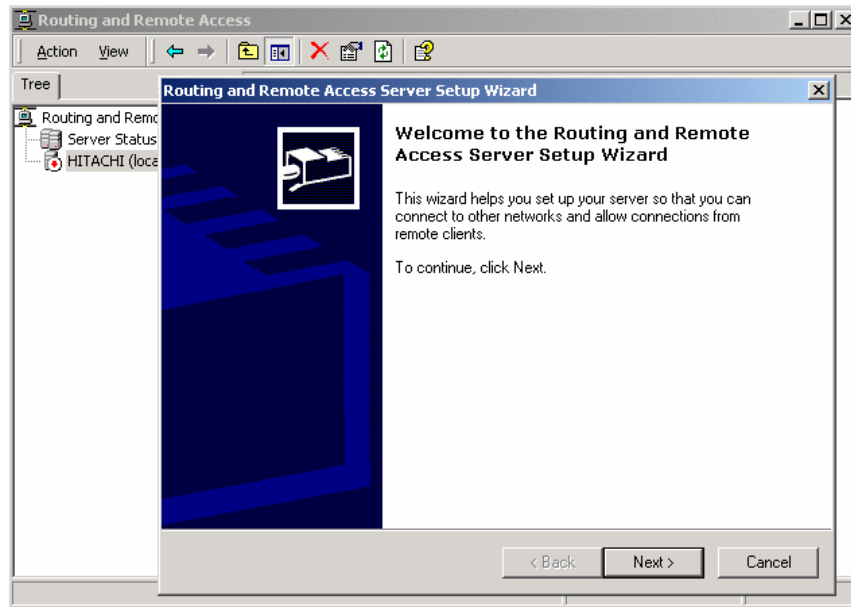 Routing and Remote Access
Action View
Tree
Routing and Remote Access Server Setup Wizard
Routing and Remo
Server Status
HITACHI (loca
Welcome to the Routing and Remote
Access Server Setup Wizard
This wizard helps you set up your server so that you can
connect to other networks and allow connections from
remote clients.
To continue, click Next.
< Back
Next >
Cancel